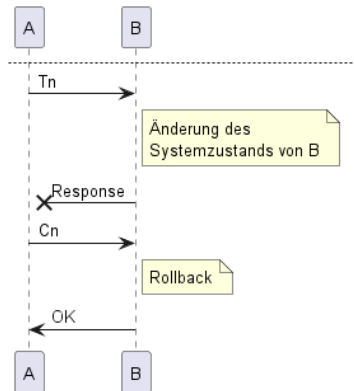 A
B
Tn
Änderung des
Systemzustands von B
Response
Cn
Rollback
OK
A
B